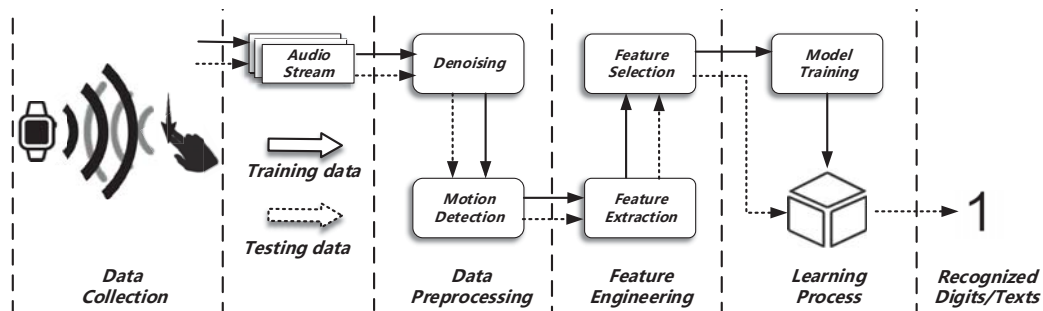 Audio
Stream
Denoising
Feature
Selection
Model
Training
Training data
Motion
Detection
Feature
Extraction
1
Testing data
Data
Collection
Data
Preprocessing
Feature
Engineering
Learning
Process
Recognized
Digits/Texts